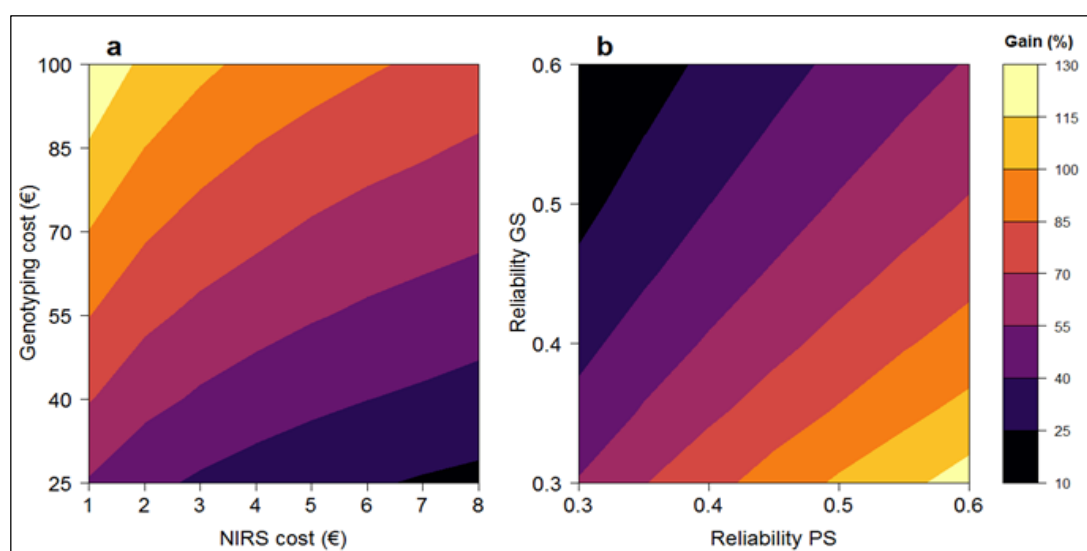 a
b
Gain (%)
100
85
70
55
40
25
Genotyping cost (€)
1 2 3 4 5 6 7 8
NIRS cost (€)
0.6
0.5
0.4
0.3
Reliability GS
0.3 0.4 0.5 0.6
Reliability PS
130
115
100
85
70
55
40
25
10